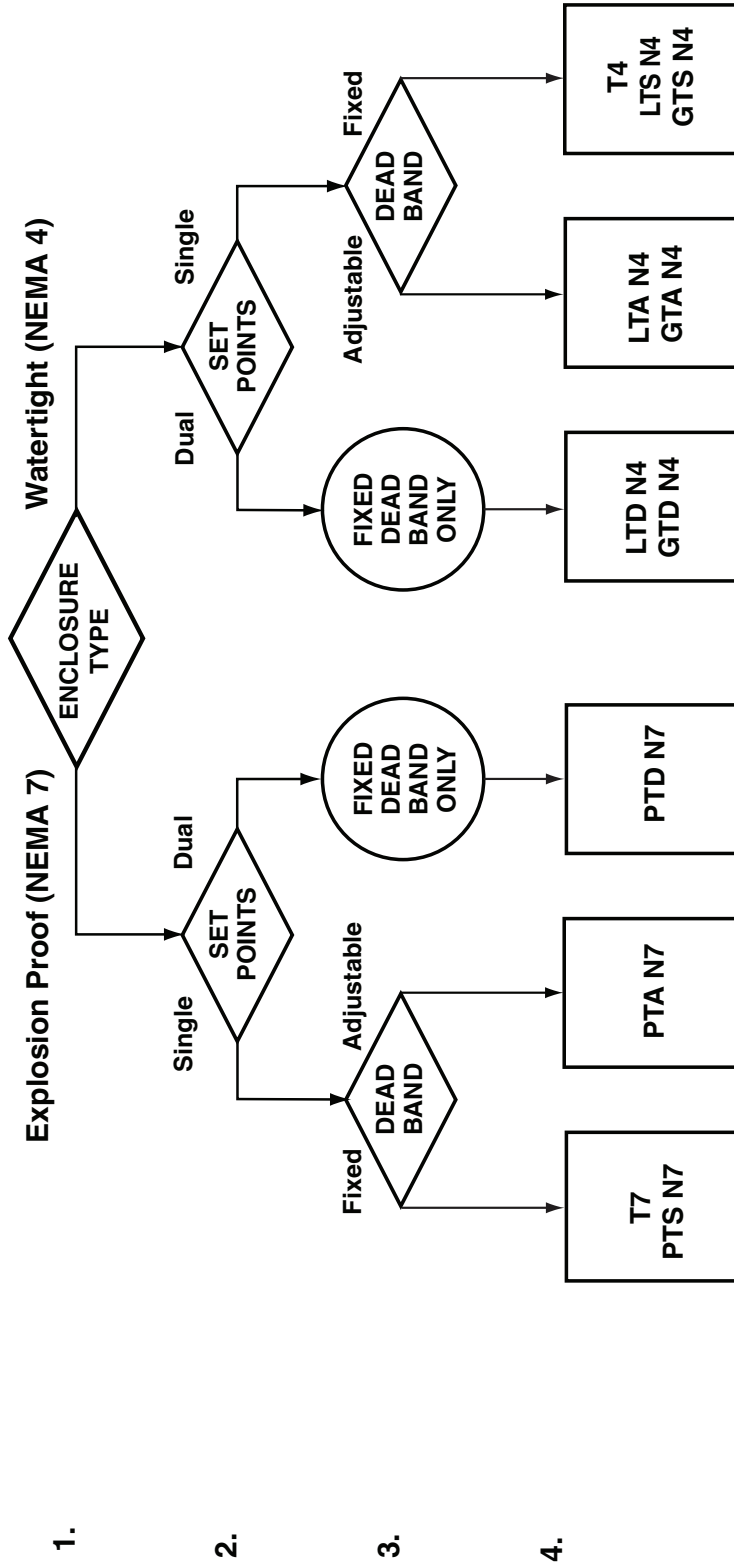 1.
Explosion Proof (NEMA 7)
ENCLOSURE
TYPE
Watertight (NEMA 4)
2.
Single
SET
POINTS
Dual
Dual
SET
POINTS
Single
3.
Fixed
DEAD
BAND
Adjustable
FIXED
DEAD
BAND
ONLY
FIXED
DEAD
BAND
ONLY
Adjustable
DEAD
BAND
Fixed
4.
T7
PTS N7
PTA N7
PTD N7
LTD N4
GTD N4
LTA N4
GTA N4
T4
LTS N4
GTS N4